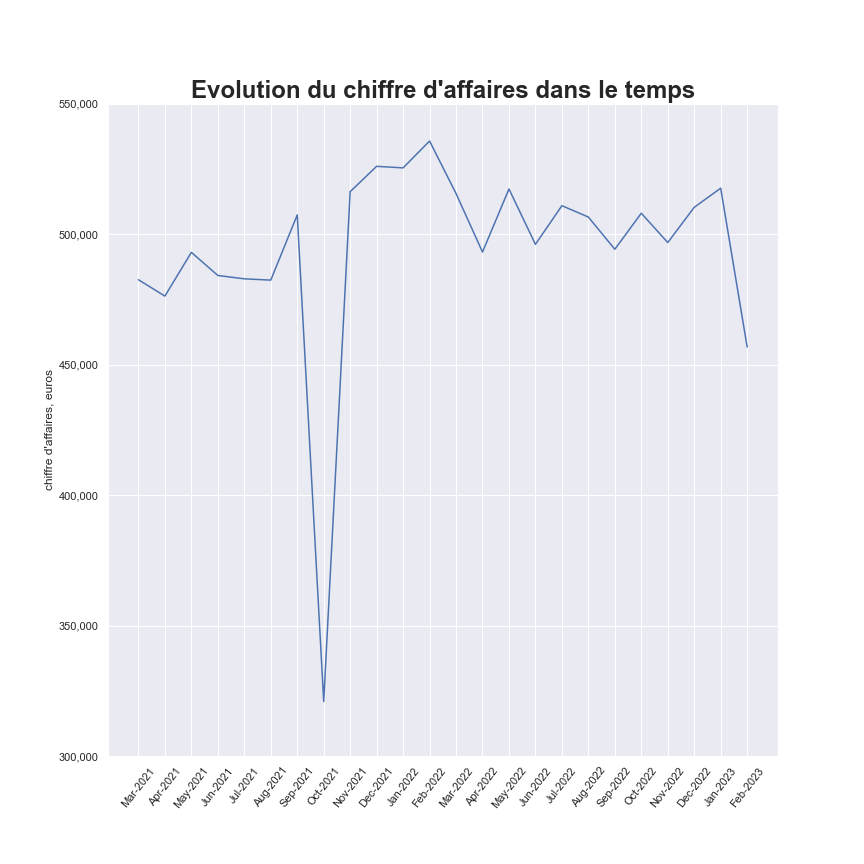 Evolution du chiffre d'affaires dans le temps
550,000
500,000
450,000
400,000
350,000
300,000
chiffre d'affaires, euros
Mar-2021
Apr-2021
May-2021
Jun-2021
Jul-2021
Aug-2021
Sep-2021
Oct-2021
Nov-2021
Dec-2021
Jan-2022
Feb-2022
Mar-2022
Apr-2022
May-2022
Jun-2022
Jul-2022
Aug-2022
Sep-2022
Oct-2022
Nov-2022
Dec-2022
Jan-2023
Feb-2023